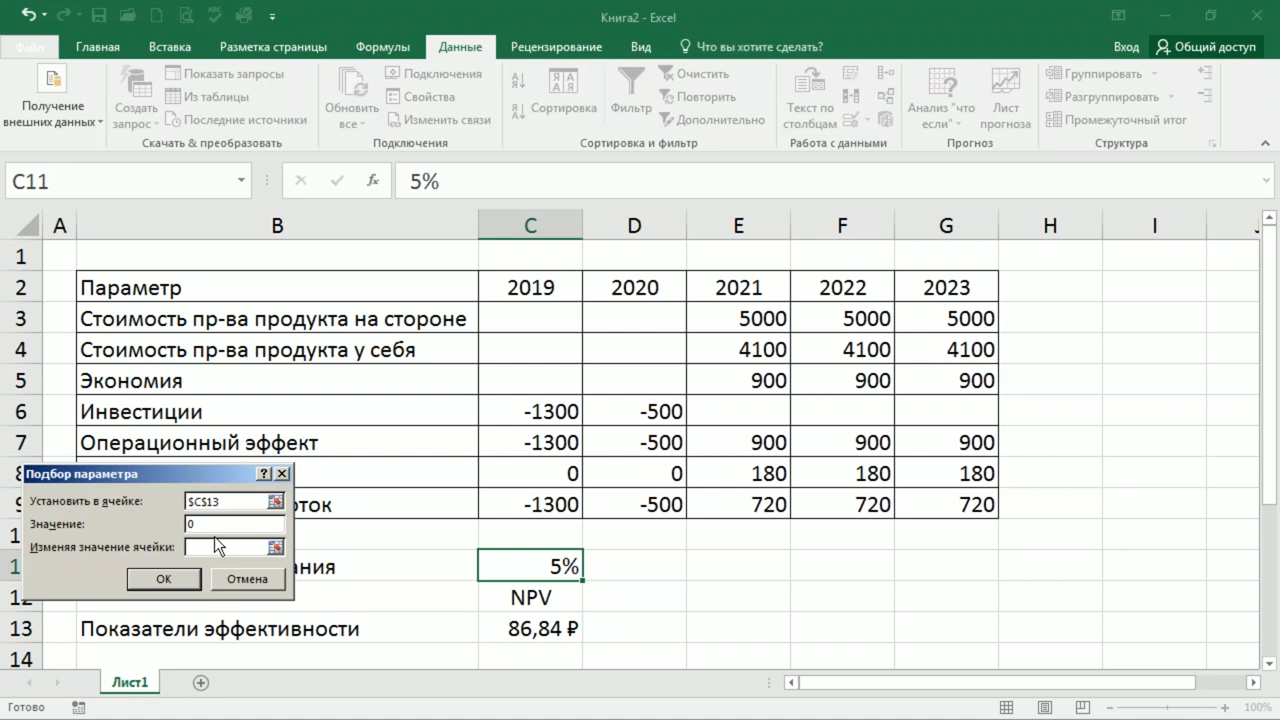 Книга2 - Excel
Файл Главная Вставка Разметка страницы Формулы Данные Рецензирование Вид Что вы хотите сделать? Вход Общий доступ
Получение внешних данных
Создать запрос
Показать запросы
Из таблицы
Последние источники
Скачать & преобразовать
Обновить все
Подключения
Свойства
Изменить связи
Подключения
Сортировка
Фильтр
Очистить
Повторить
Дополнительно
Сортировка и фильтр
Текст по столбцам
Работа с данными
Анализ "что если"
Лист прогноза
Прогноз
Группировать
Разгруппировать
Промежуточный итог
Структура
C11 fx 5%
A B C D E F G H I J
1
2 Параметр 2019 2020 2021 2022 2023
3 Стоимость пр-ва продукта на стороне 5000 5000 5000
4 Стоимость пр-ва продукта у себя 4100 4100 4100
5 Экономия 900 900 900
6 Инвестиции -1300 -500
7 Операционный эффект -1300 -500 900 900 900
8 0 0 180 180 180
9 оток -1300 -500 720 720 720
Подбор параметра
Установить в ячейке: $C$13
Значение: 0
Изменяя значение ячейки:
ОК Отмена
1 ания 5%
12 NPV
13 Показатели эффективности 86,84 ₽
14
Лист1
Готово 100%